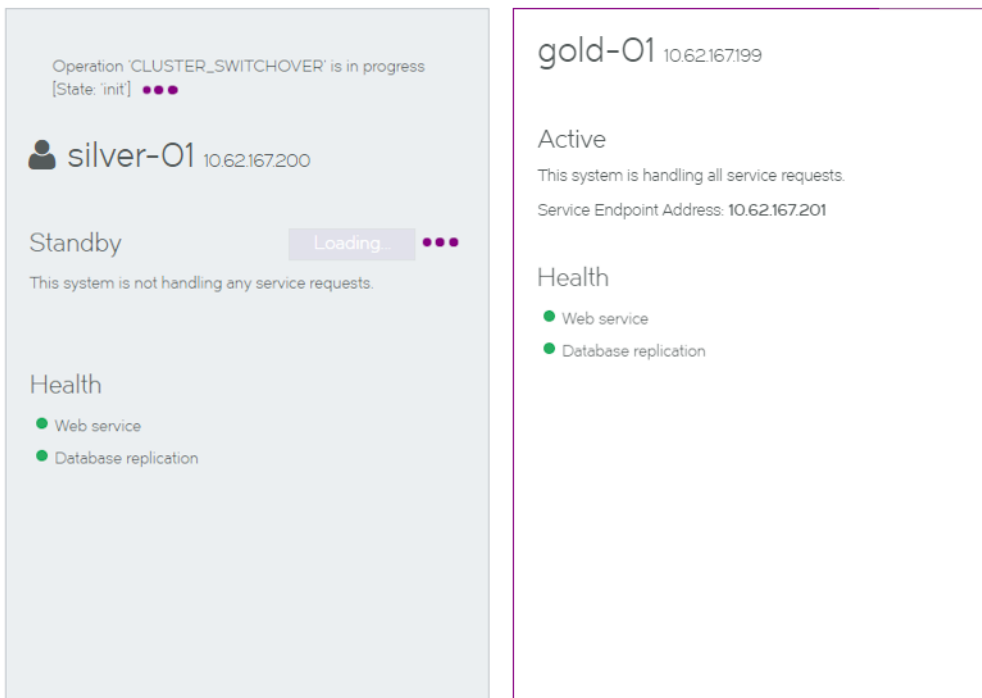 Operation 'CLUSTER_SWITCHOVER' is in progress
[State: 'init']
silver-01 10.62.167.200
Standby
Loading...
This system is not handling any service requests.
Health
Web service
Database replication
gold-01 10.62.167.199
Active
This system is handling all service requests.
Service Endpoint Address: 10.62.167.201
Health
Web service
Database replication